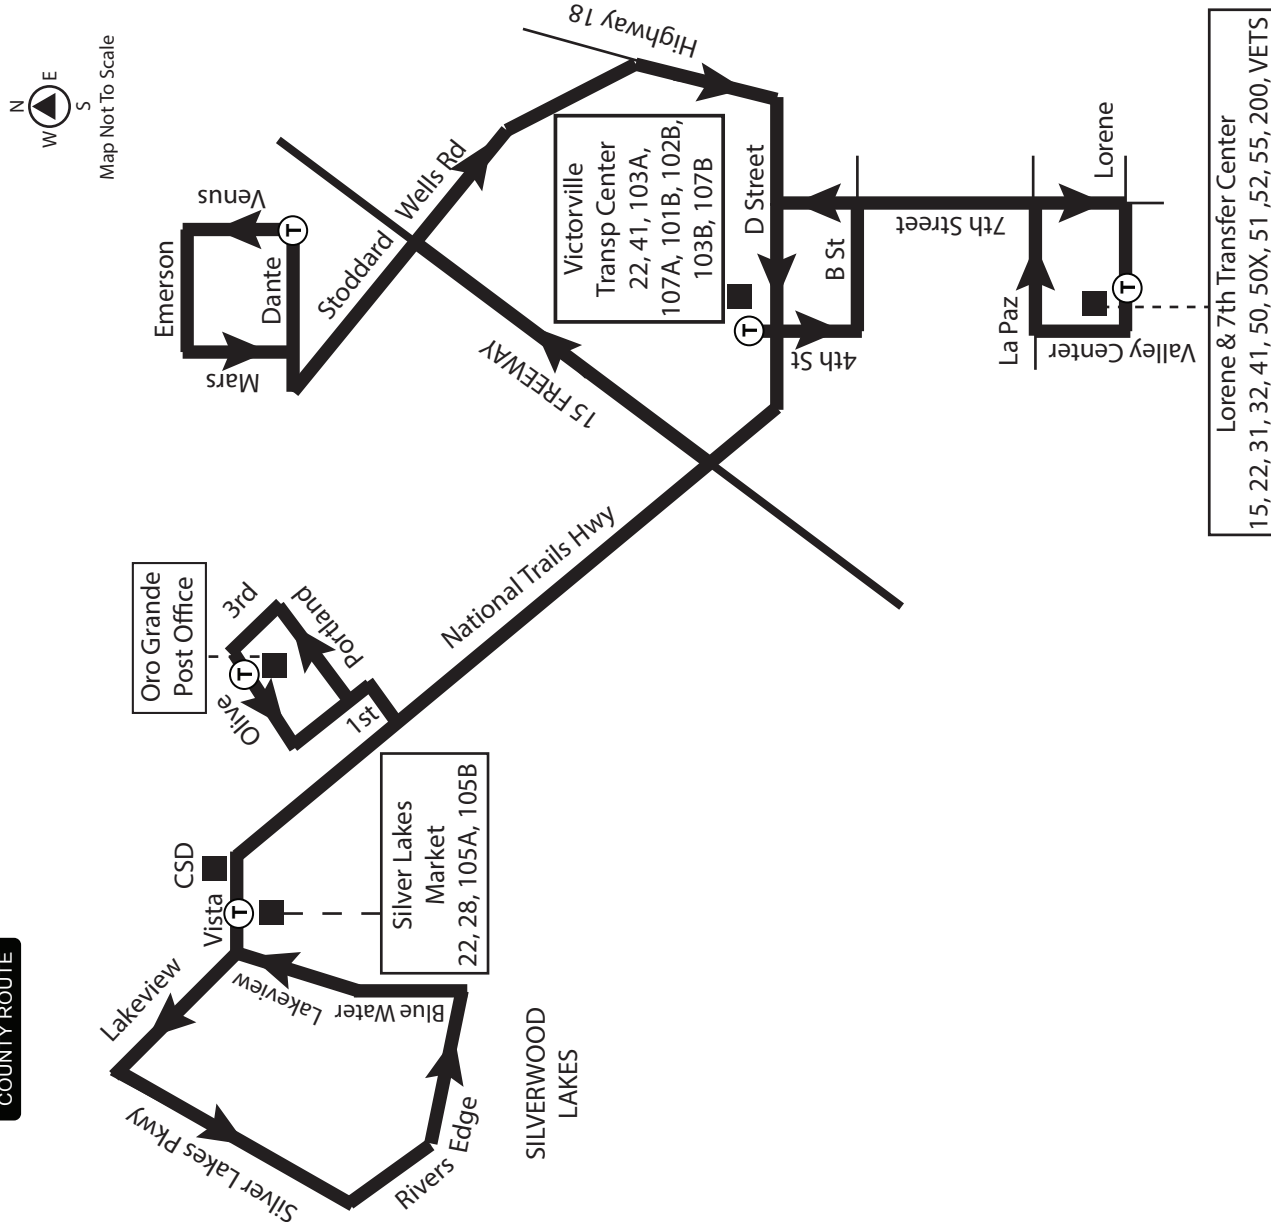 COUNTY ROUTE
N
W E
S
Map Not To Scale
Highway 18
Venus
Emerson
Dante
Mars
Stoddard
Wells Rd
15 FREEWAY
Victorville
Transp Center
22, 41, 103A,
107A, 101B, 102B,
103B, 107B
D Street
B St
4th St
7th Street
Lorene
La Paz
Valley Center
Lorene & 7th Transfer Center
15, 22, 31, 32, 41, 50, 50X, 51 ,52, 55, 200, VETS
National Trails Hwy
Oro Grande
Post Office
3rd
Portland
Olive
1st
CSD
Vista
Silver Lakes
Market
22, 28, 105A, 105B
Lakeview
Lakeview
Blue Water
Silver Lakes Pkwy
Rivers Edge
SILVERWOOD
LAKES
T
T
T
T
T